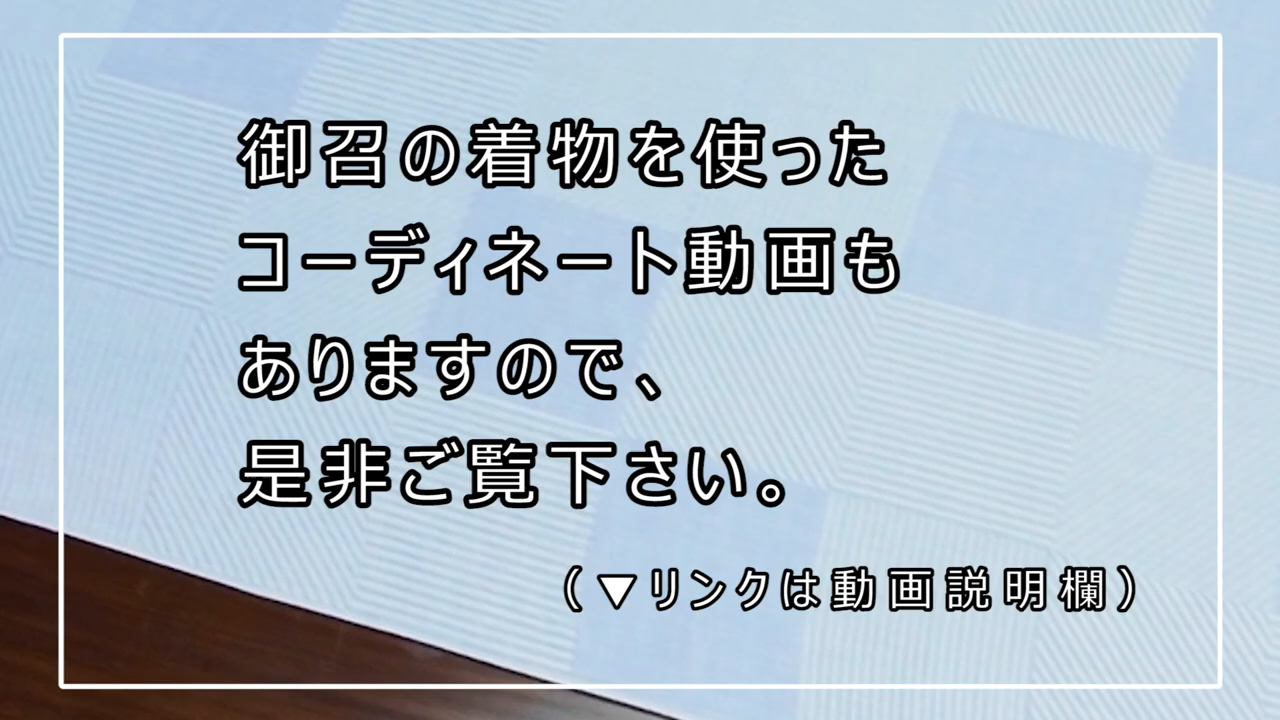 御召の着物を使った
コーディネート動画も
ありますので、
是非ご覧下さい。
（▼リンクは動画説明欄）